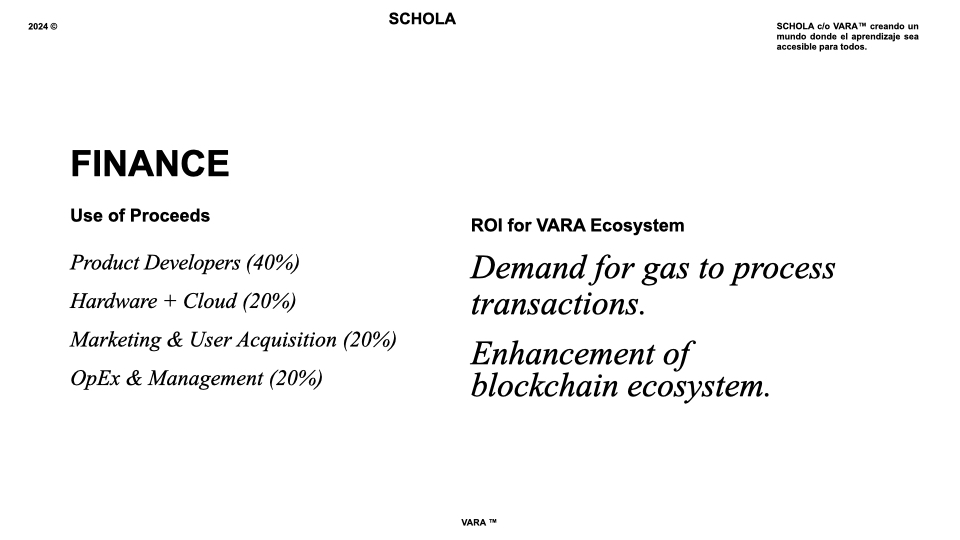 2024 ©
SCHOLA
SCHOLA c/o VARA™ creando un
mundo donde el aprendizaje sea
accesible para todos.
FINANCE
Use of Proceeds
Product Developers (40%)
Hardware + Cloud (20%)
Marketing & User Acquisition (20%)
OpEx & Management (20%)
ROI for VARA Ecosystem
Demand for gas to process
transactions.
Enhancement of
blockchain ecosystem.
VARA ™